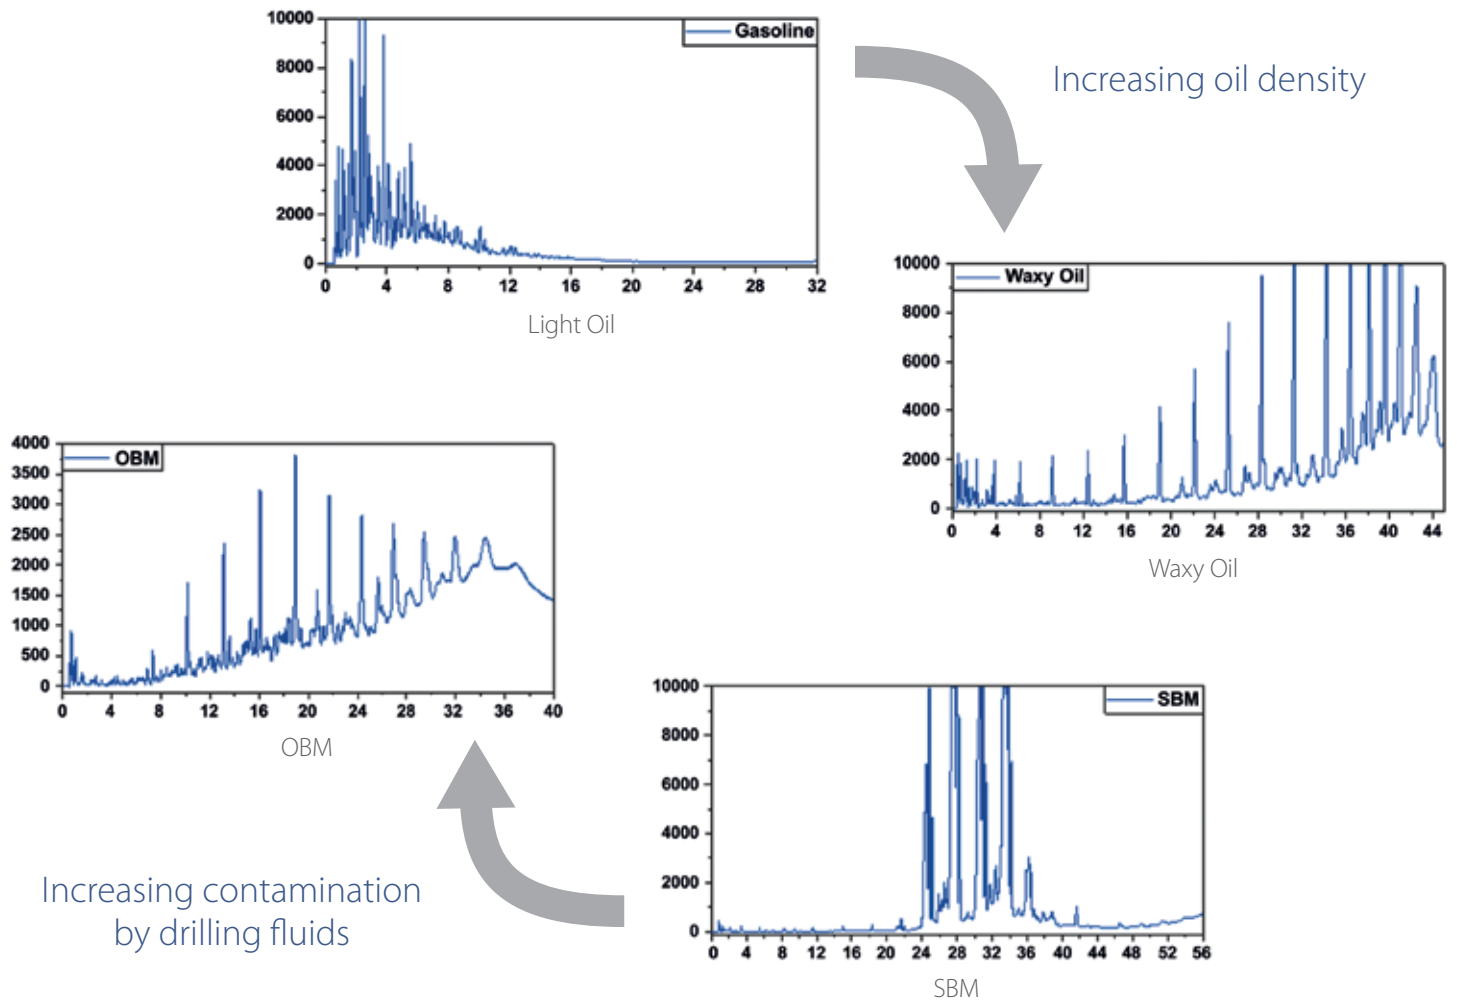 10000
8000
6000
4000
2000
0
Gasoline
0 4 8 12 16 20 24 28 32
Light Oil
Increasing oil density
10000
8000
6000
4000
2000
0
Waxy Oil
0 4 8 12 16 20 24 28 32 36 40 44
Waxy Oil
4000
3500
3000
2500
2000
1500
1000
500
0
OBM
0 4 8 12 16 20 24 28 32 36 40
OBM
10000
8000
6000
4000
2000
0
SBM
0 4 8 12 16 20 24 28 32 36 40 44 48 52 56
SBM
Increasing contamination
by drilling fluids